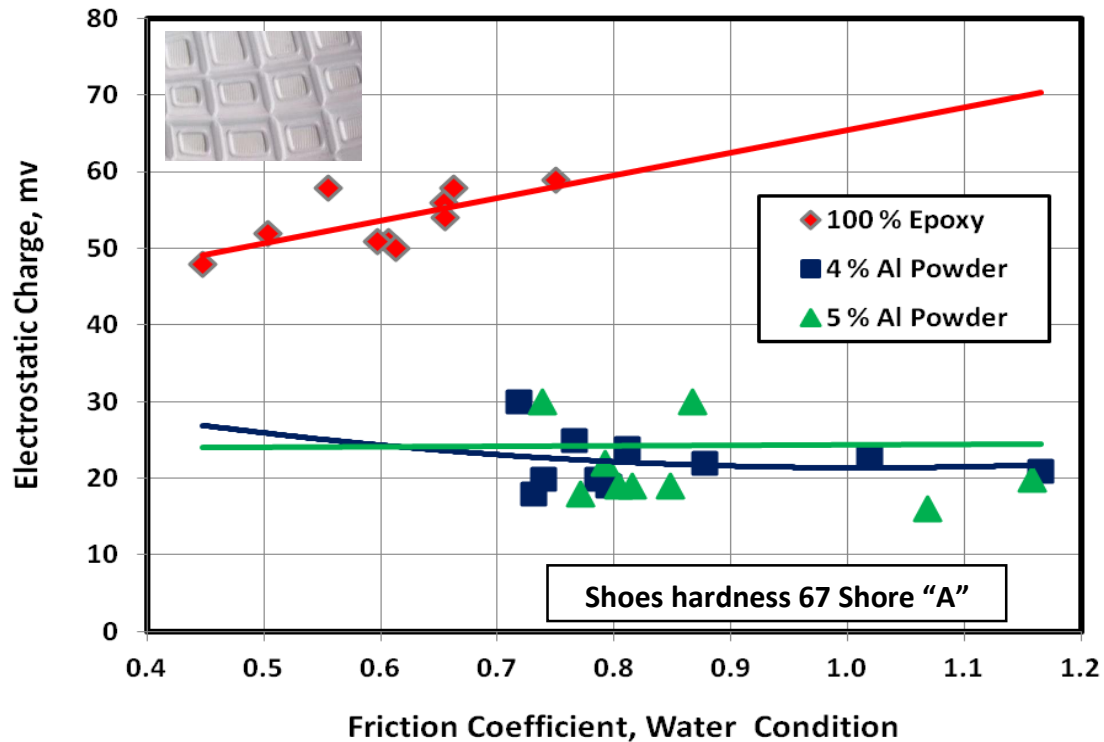 80
70
60
50
40
30
20
10
0
Electrostatic Charge, mv
100 % Epoxy
4 % Al Powder
5 % Al Powder
Shoes hardness 67 Shore “A”
0.4 0.5 0.6 0.7 0.8 0.9 1.0 1.1 1.2
Friction Coefficient, Water Condition